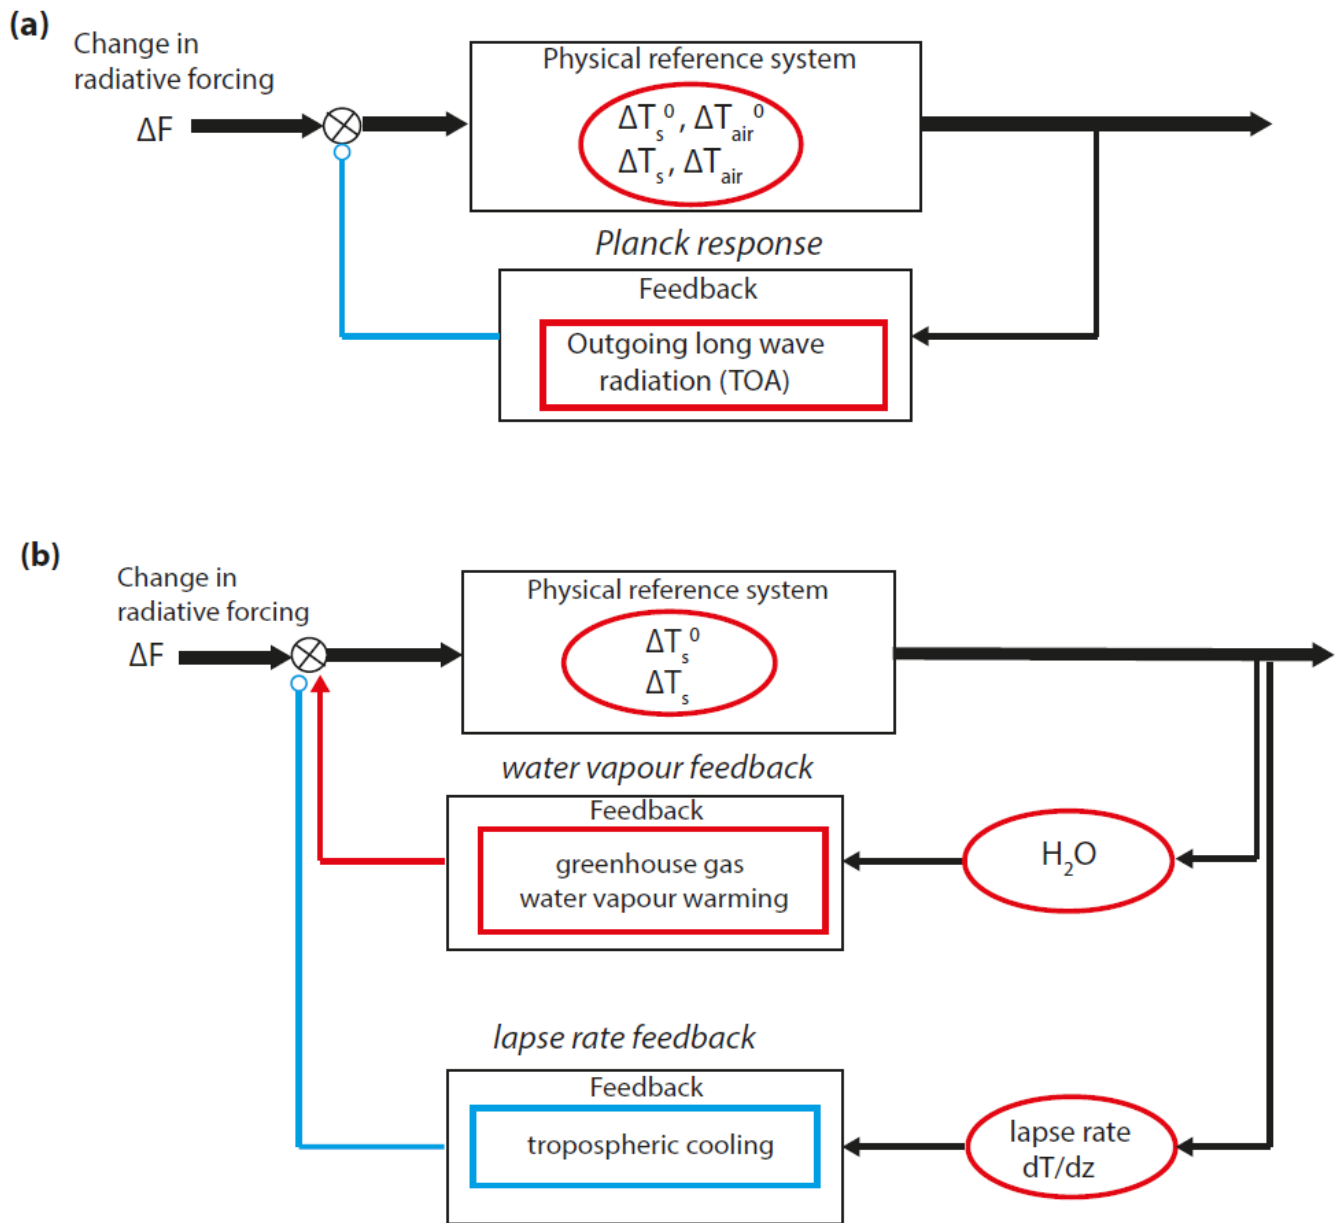 (a)
Change in
radiative forcing
ΔF
Physical reference system
ΔTₛ⁰, ΔTₐᵢᵣ⁰
ΔTₛ, ΔTₐᵢᵣ
Planck response
Feedback
Outgoing long wave
radiation (TOA)
(b)
Change in
radiative forcing
ΔF
Physical reference system
ΔTₛ⁰
ΔTₛ
water vapour feedback
Feedback
greenhouse gas
water vapour warming
H₂O
lapse rate feedback
Feedback
tropospheric cooling
lapse rate
dT/dz